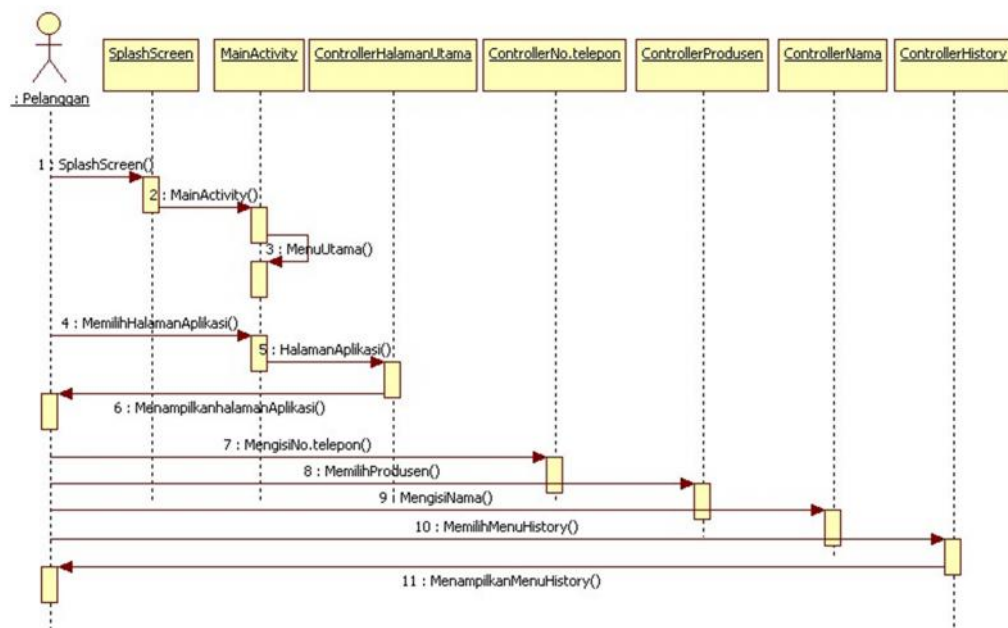 SplashScreen
MainActivity
ControllerHalamanUtama
ControllerNo.telepon
ControllerProdusen
ControllerNama
ControllerHistory
: Pelanggan
1 : SplashScreen()
2 : MainActivity()
3 : MenuUtama()
4 : MemilihHalamanAplikasi()
5 : HalamanAplikasi()
6 : MenampilkanhalamanAplikasi()
7 : MengisiNo.telepon()
8 : MemilihProdusen()
9 : MengisiNama()
10 : MemilihMenuHistory()
11 : MenampilkanMenuHistory()